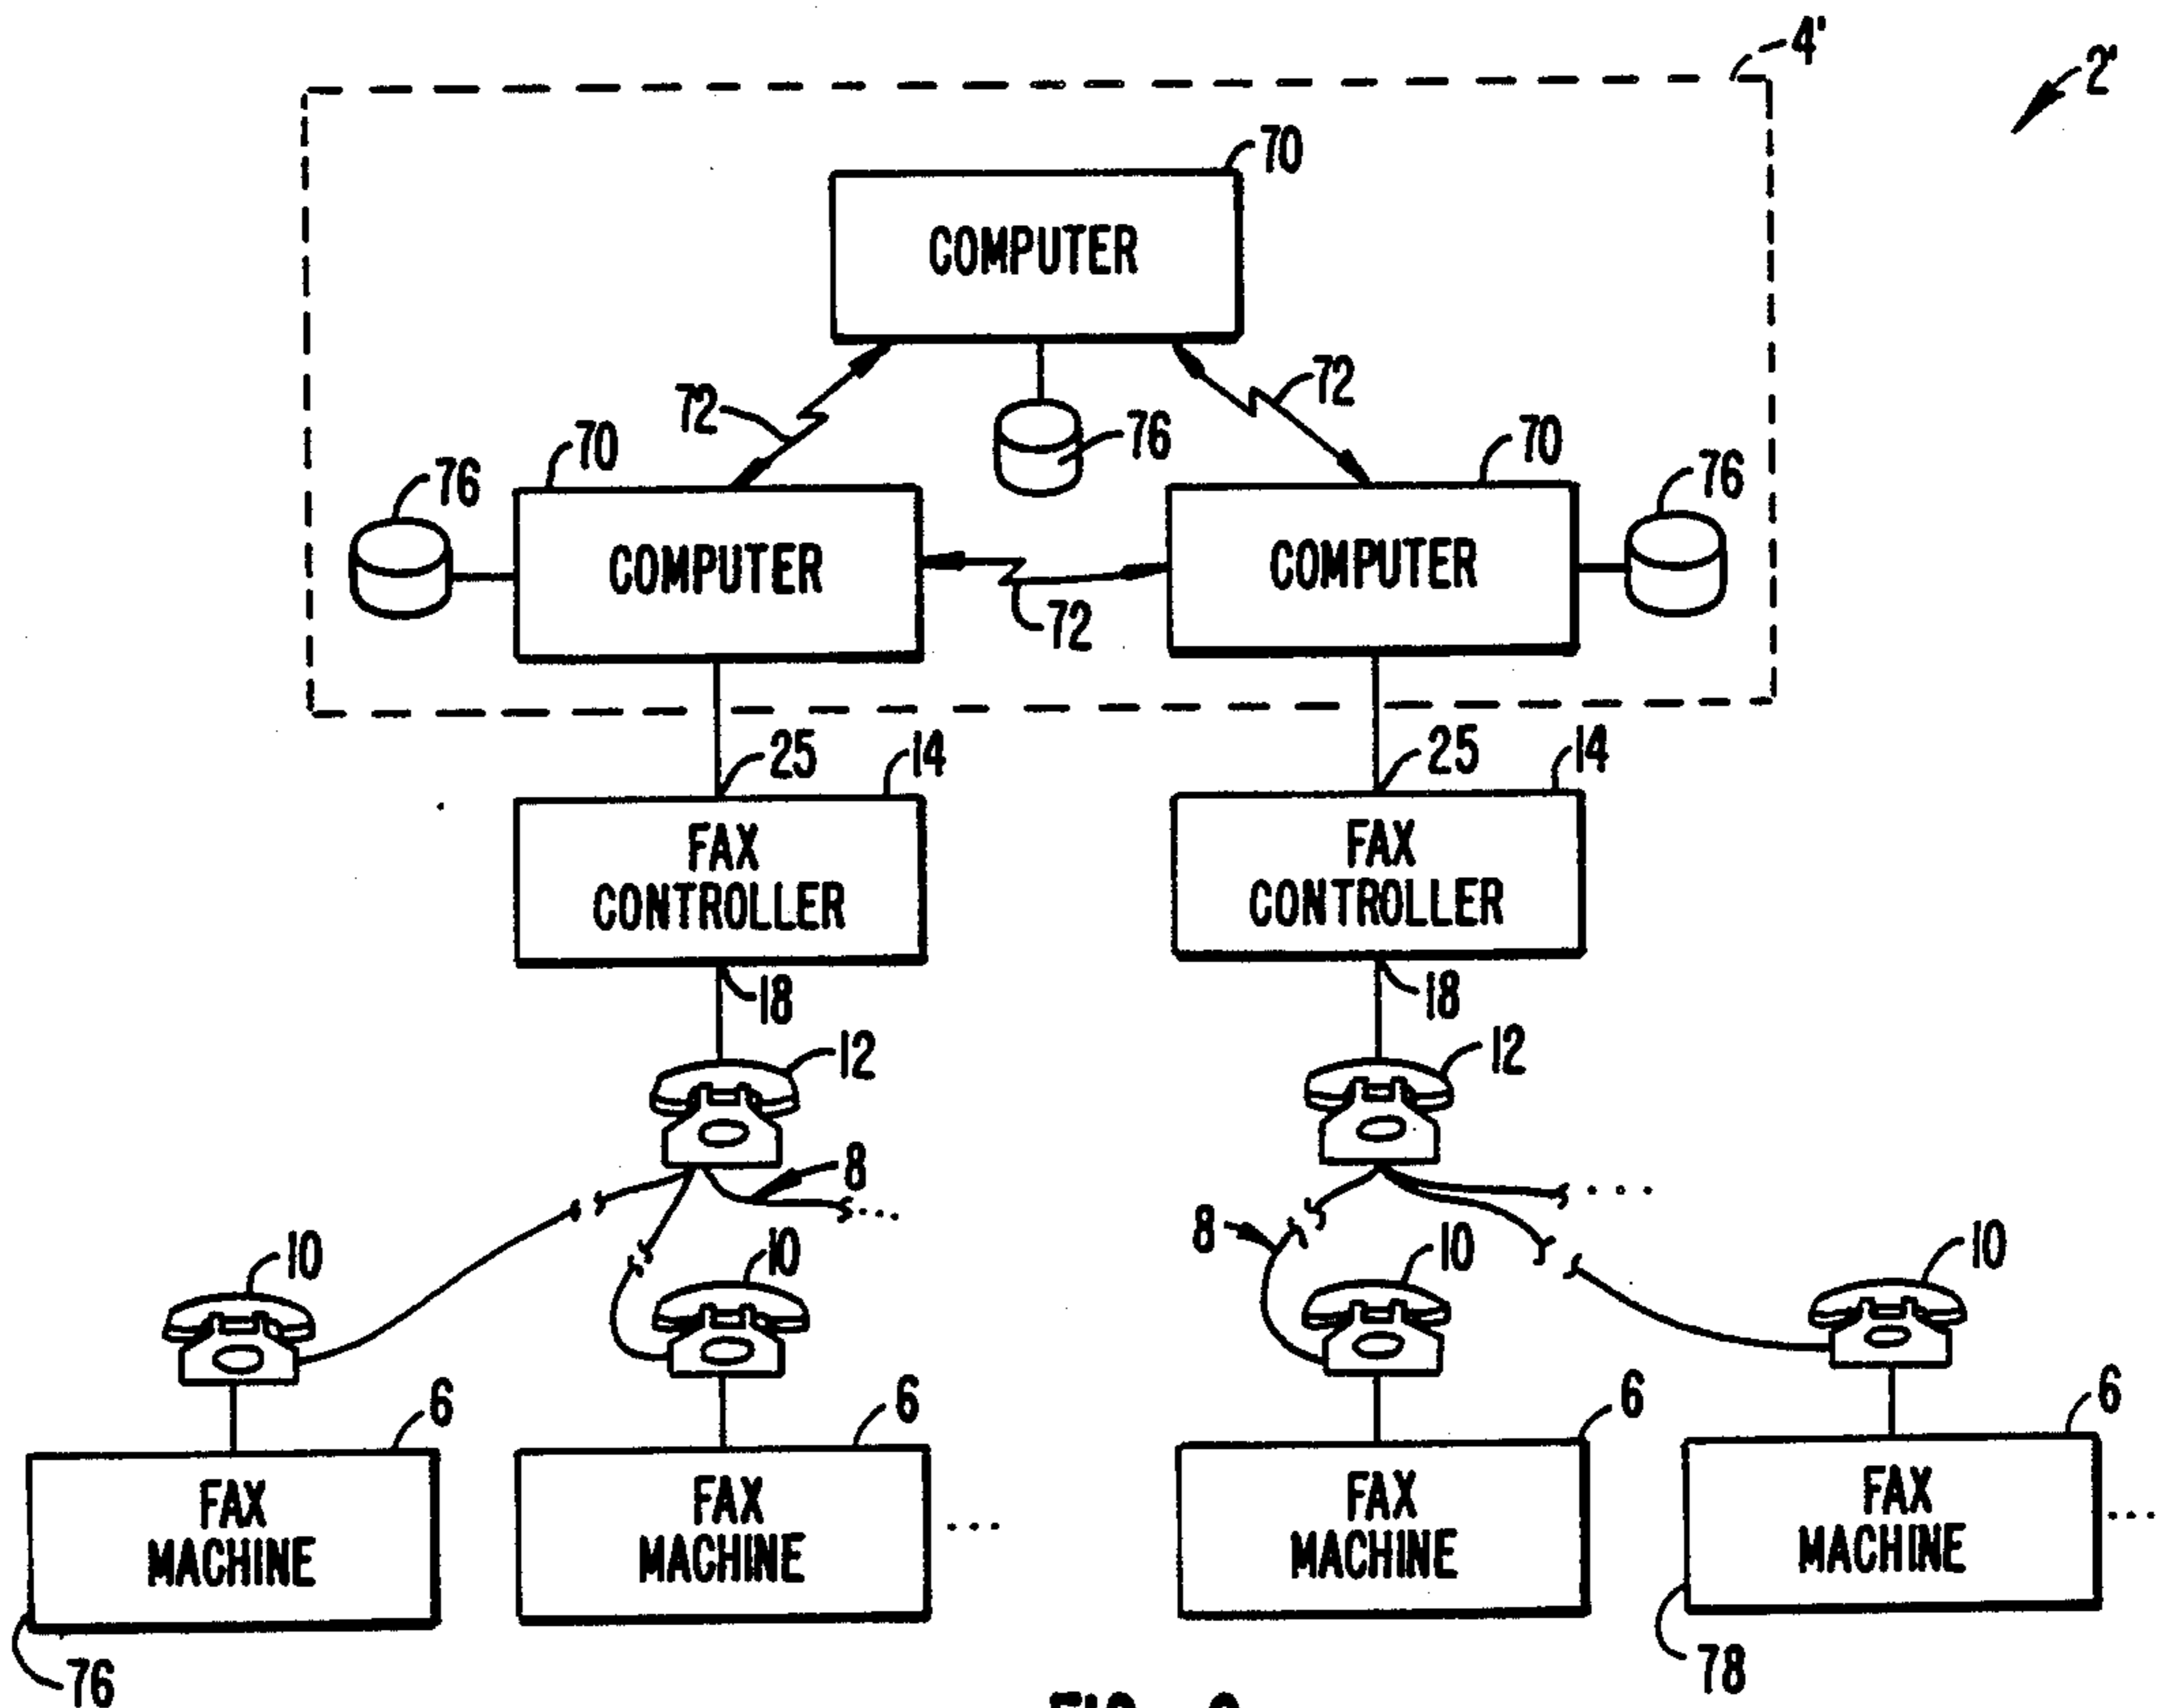 4'
2'
70
COMPUTER
72
72
76
70
70
76
76
COMPUTER
COMPUTER
72
25
14
25
14
FAX
CONTROLLER
FAX
CONTROLLER
18
18
12
12
8
8
10
10
10
10
6
6
6
6
FAX
MACHINE
FAX
MACHINE
...
FAX
MACHINE
FAX
MACHINE
...
76
78